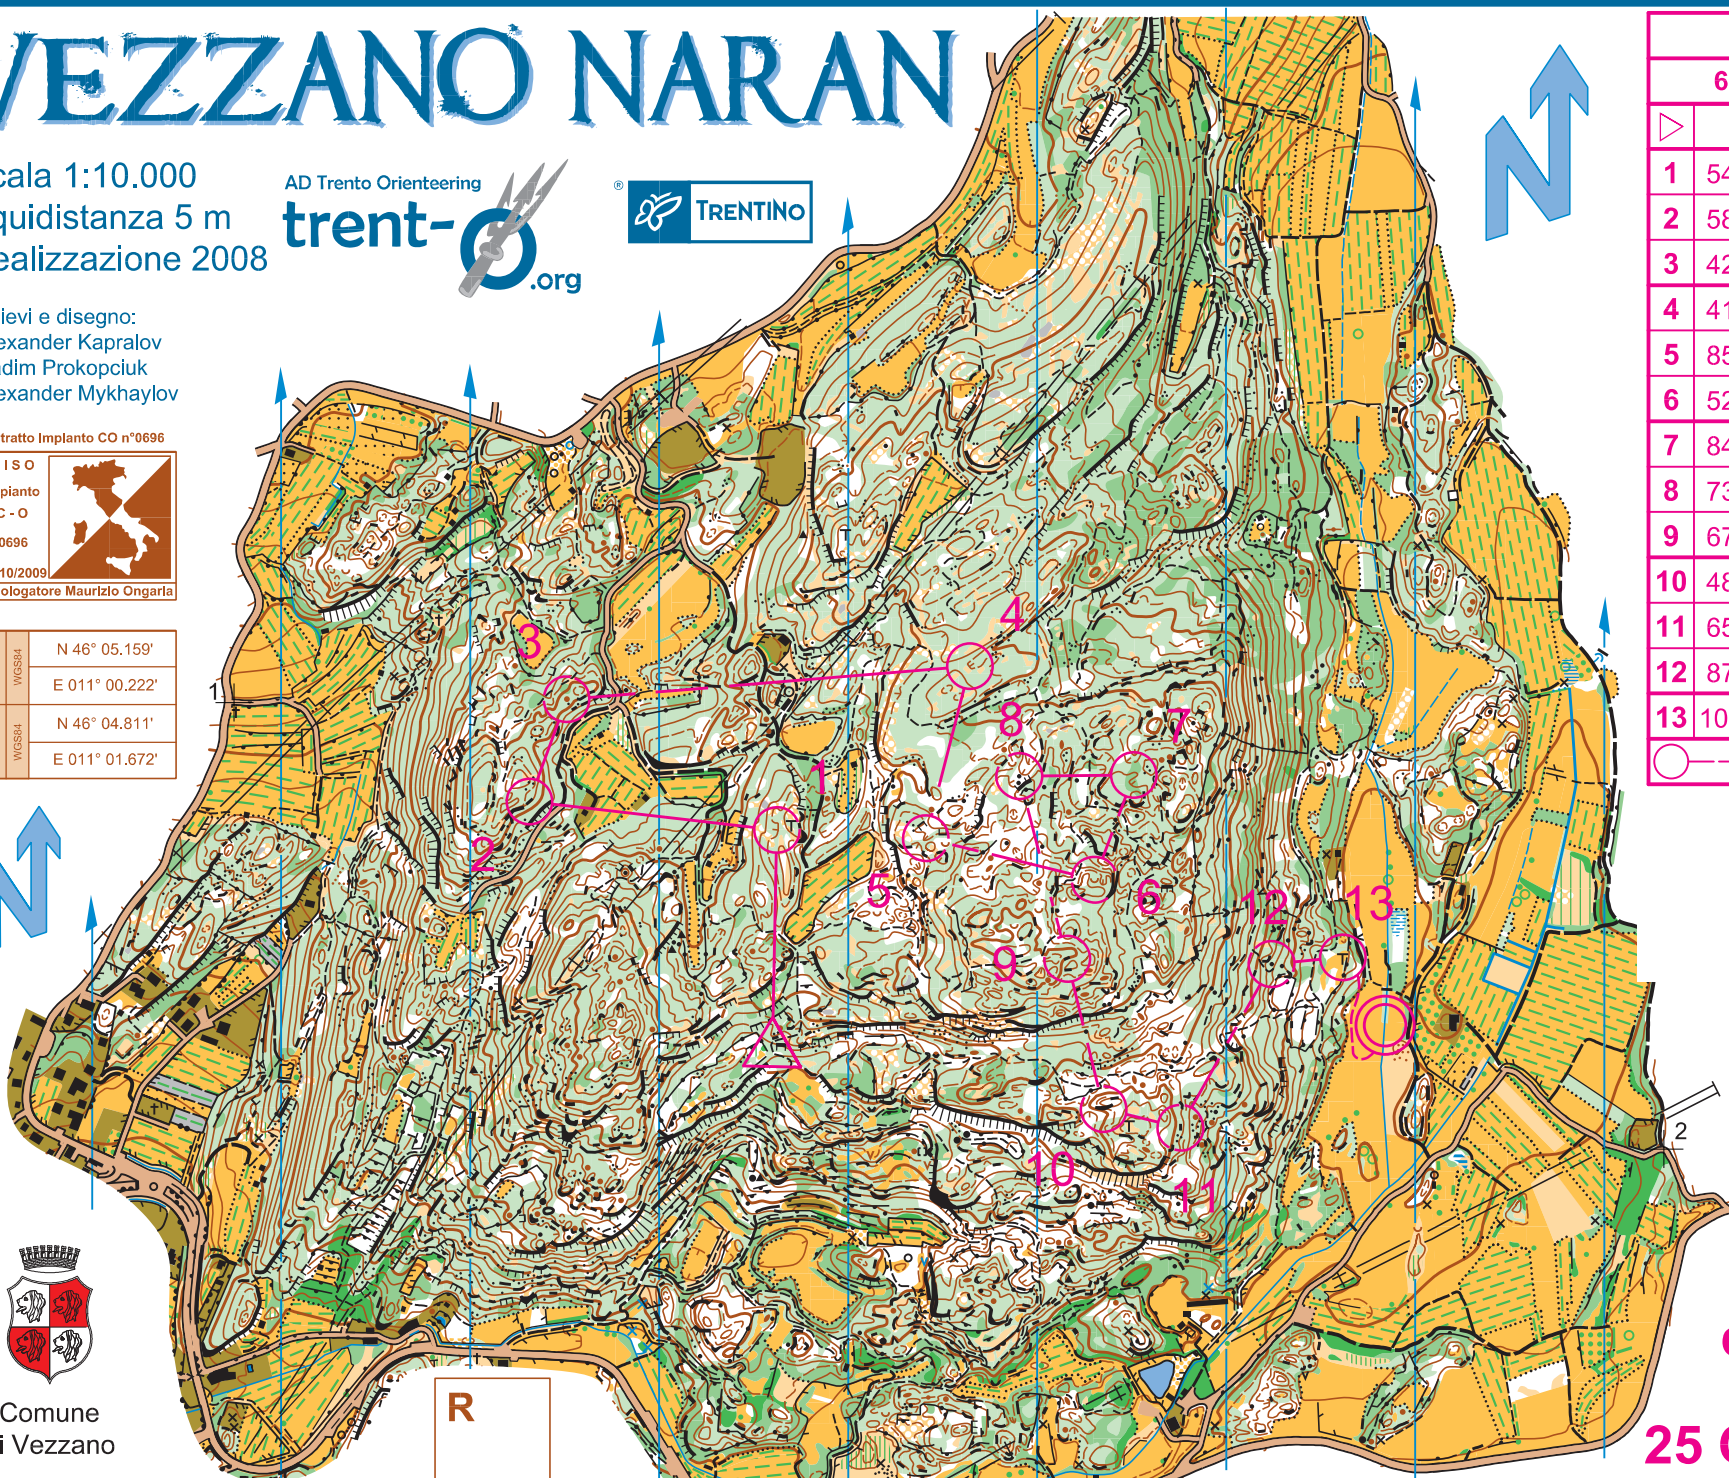 VEZZANO NARAN
cala 1:10.000
quidistanza 5 m
ealizzazione 2008
AD Trento Orienteering
trent-O
.org
®
TRENTINO
ilievi e disegno:
exander Kapralov
adim Prokopciuk
exander Mykhaylov
tratto Impianto CO n°0696
I S O
pianto
C - O
0696
10/2009
ologatore Maurizio Ongaria
WGS84
N 46° 05.159'
E 011° 00.222'
WGS84
N 46° 04.811'
E 011° 01.672'
6
1 54
2 58
3 42
4 41
5 85
6 52
7 84
8 73
9 67
10 48
11 65
12 87
13 10
1
2
3
4
5
6
7
8
9
10
11
12
13
1
2
R
Comune
i Vezzano
25